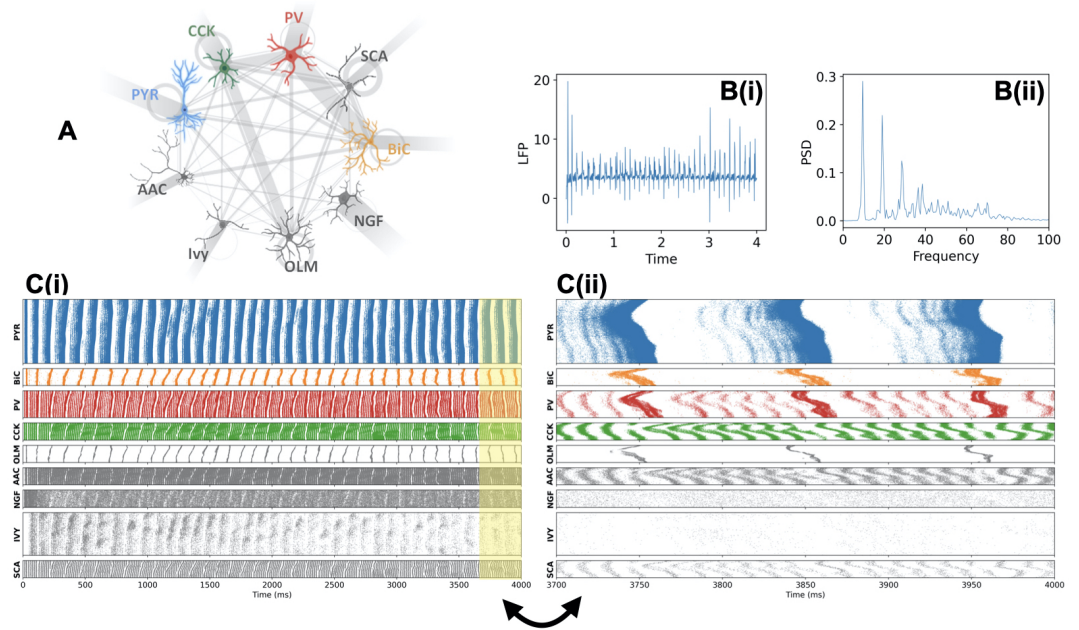 A
PV
CCK
SCA
PYR
BiC
AAC
NGF
Ivy
OLM
B(i)
20
10
0
LFP
0 1 2 3 4
Time
B(ii)
0.3
0.2
0.1
0.0
PSD
0 20 40 60 80 100
Frequency
C(i)
PYR
BiC
PV
CCK
OLM
AAC
NGF
IVY
SCA
0 500 1000 1500 2000 2500 3000 3500 4000
Time (ms)
C(ii)
PYR
BiC
PV
CCK
OLM
AAC
NGF
IVY
SCA
3700 3750 3800 3850 3900 3950 4000
Time (ms)